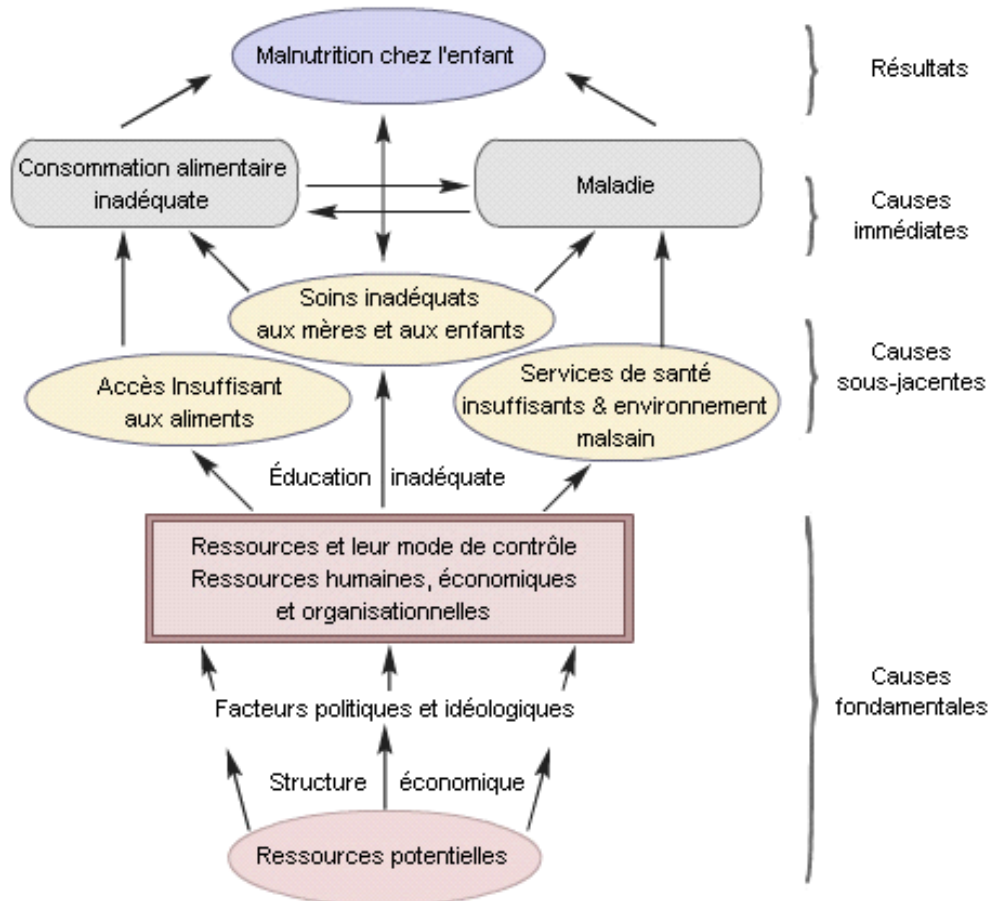 Malnutrition chez l'enfant
Résultats
Consommation alimentaire
inadéquate
Maladie
Causes
immédiates
Soins inadéquats
aux mères et aux enfants
Accès Insuffisant
aux aliments
Services de santé
insuffisants & environnement
malsain
Causes
sous-jacentes
Éducation inadéquate
Ressources et leur mode de contrôle
Ressources humaines, économiques
et organisationnelles
Facteurs politiques et idéologiques
Structure économique
Ressources potentielles
Causes
fondamentales